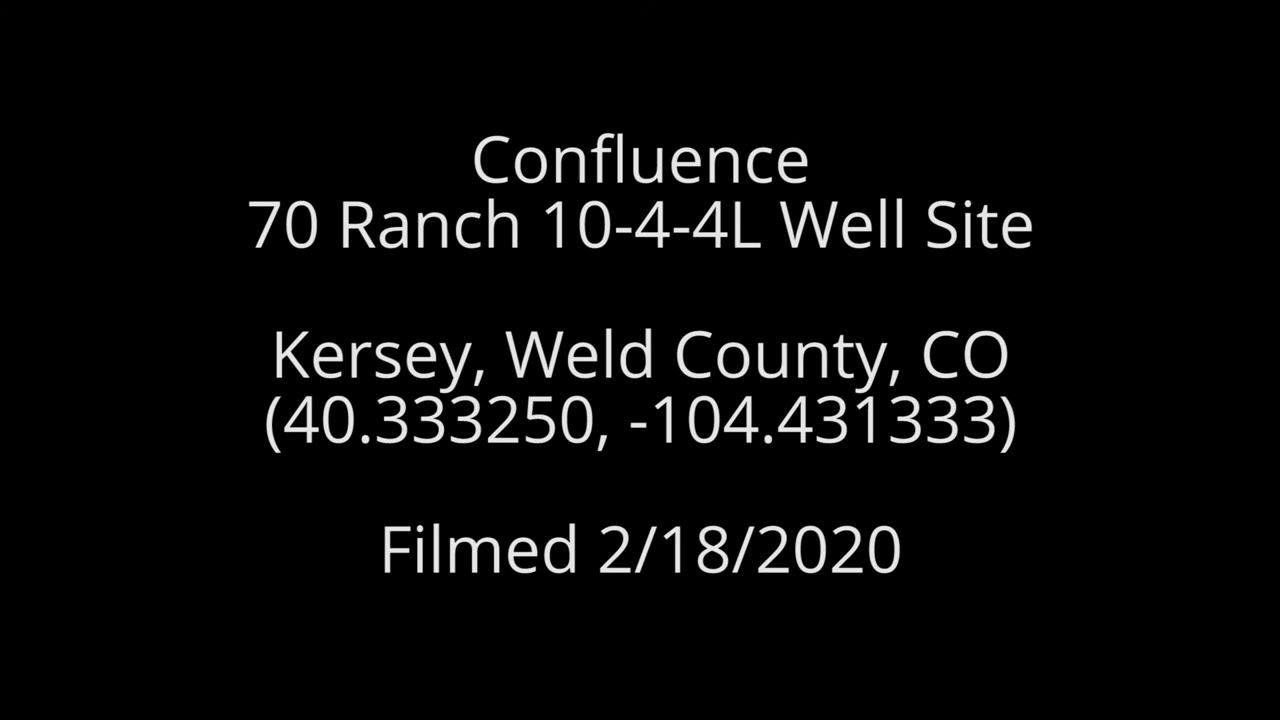 Confluence
70 Ranch 10-4-4L Well Site
Kersey, Weld County, CO
(40.333250, -104.431333)
Filmed 2/18/2020